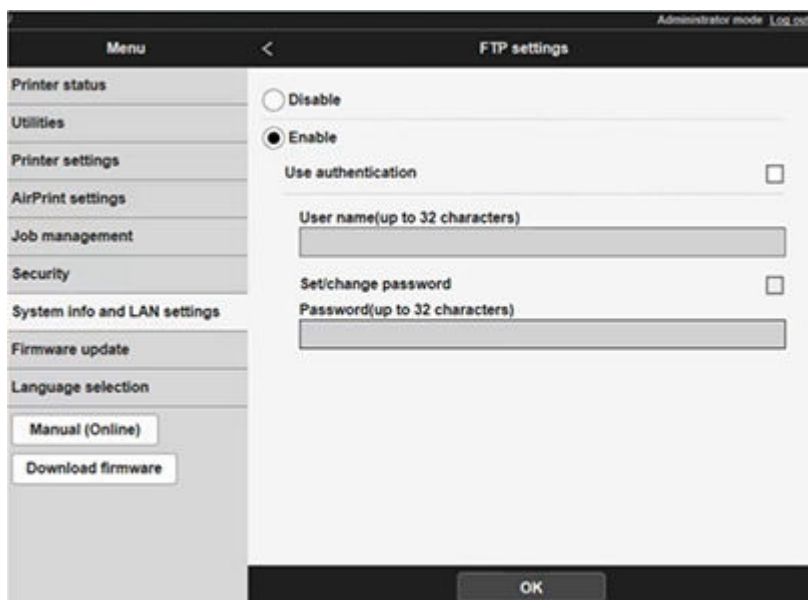 Administrator mode Log out
Menu
< FTP settings
Printer status
Utilities
Printer settings
AirPrint settings
Job management
Security
System info and LAN settings
Firmware update
Language selection
Manual (Online)
Download firmware
Disable
Enable
Use authentication
User name(up to 32 characters)
Set/change password
Password(up to 32 characters)
OK